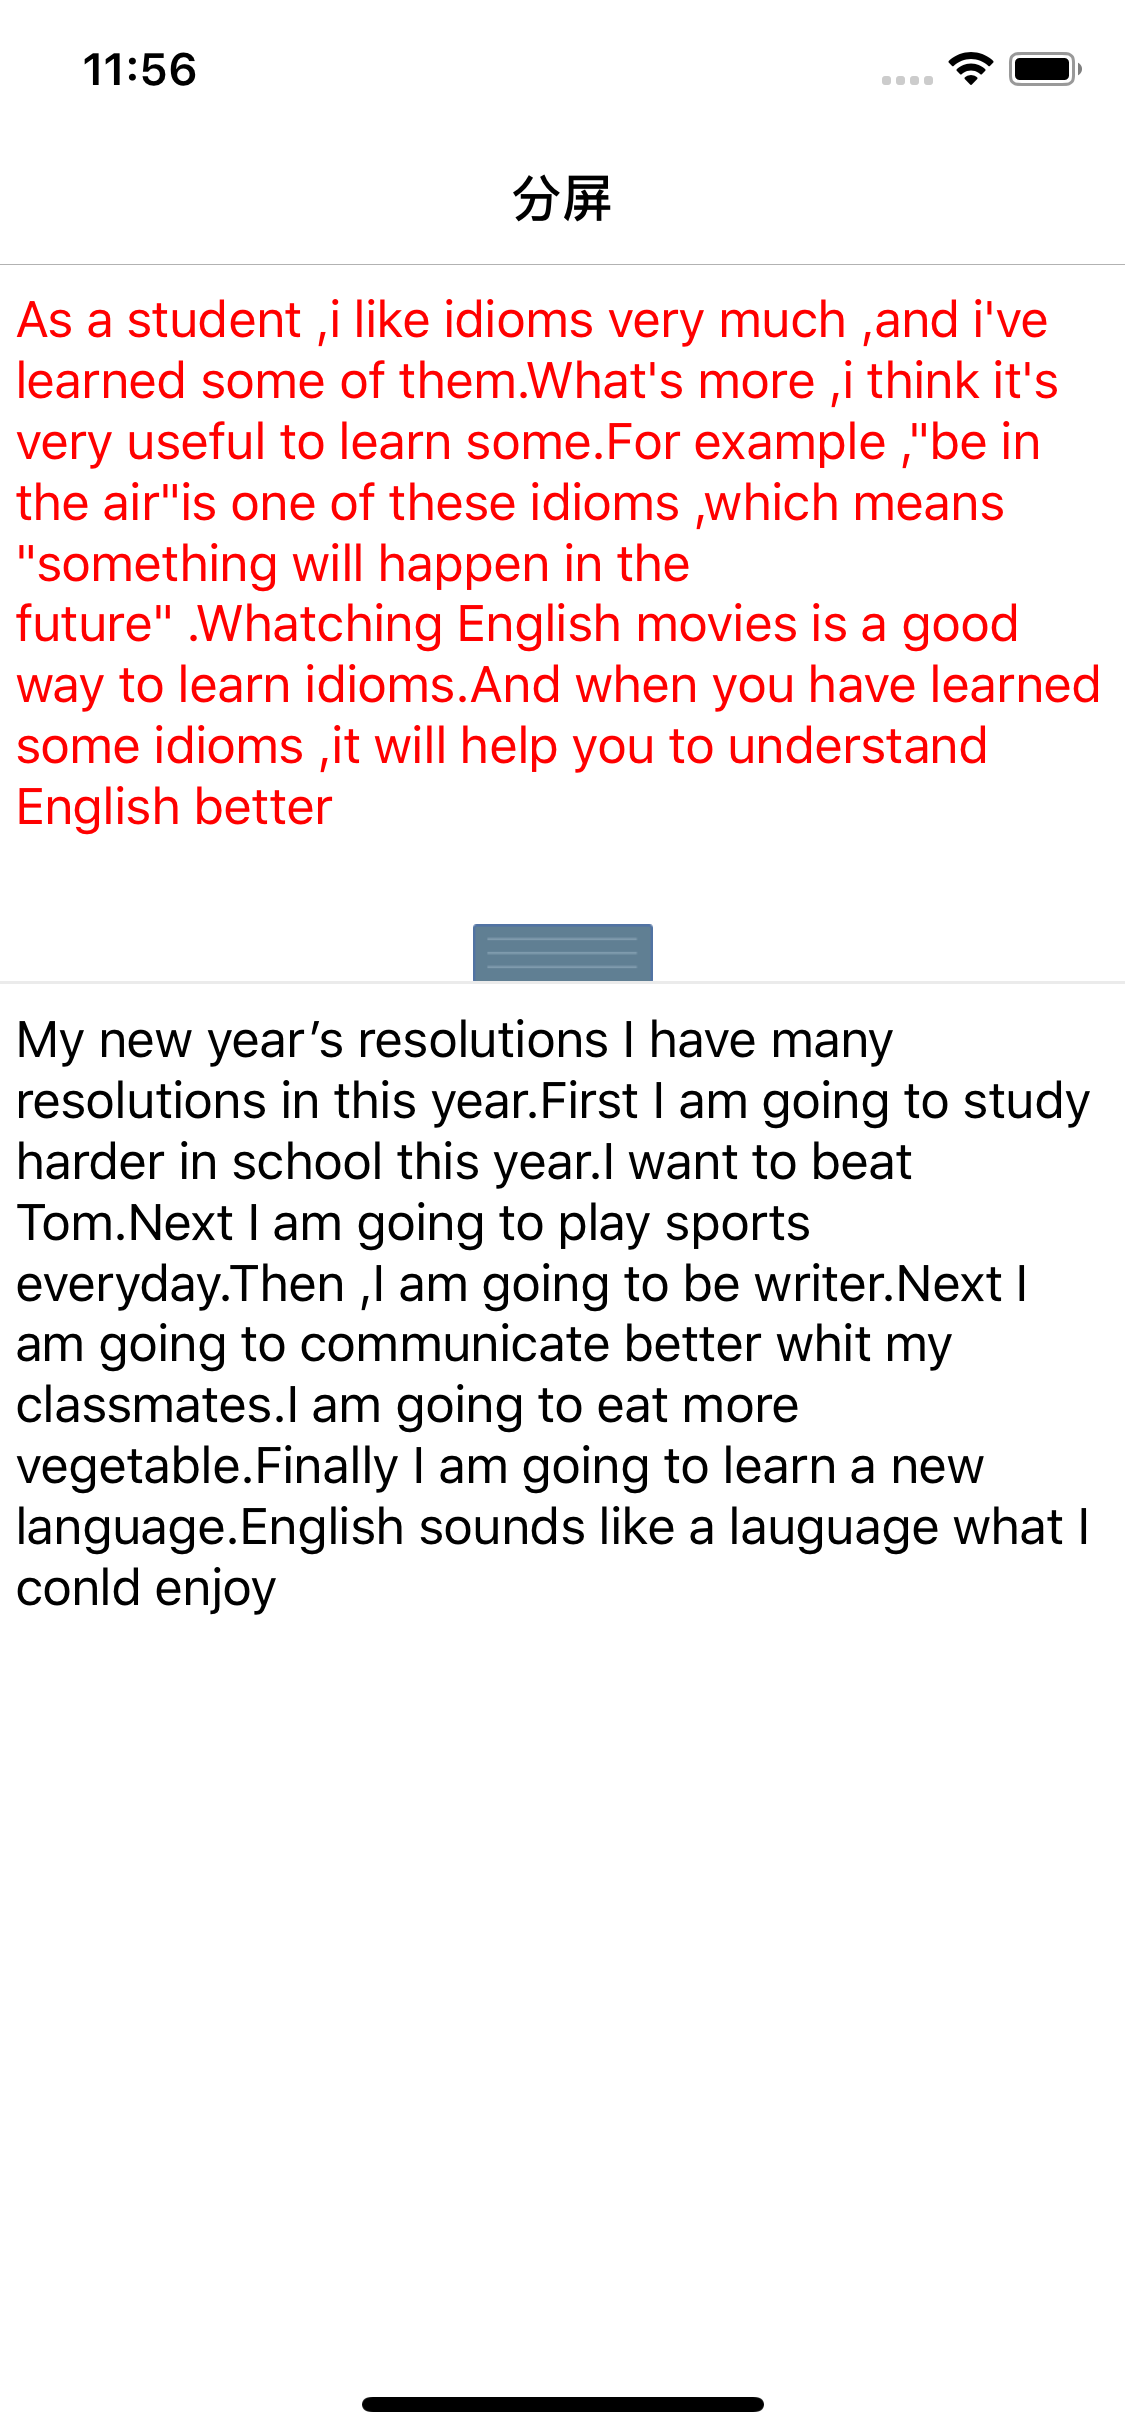 11:56
分屏
As a student ,i like idioms very much ,and i've
learned some of them.What's more ,i think it's
very useful to learn some.For example ,"be in
the air"is one of these idioms ,which means
"something will happen in the
future" .Whatching English movies is a good
way to learn idioms.And when you have learned
some idioms ,it will help you to understand
English better
My new year’s resolutions I have many
resolutions in this year.First I am going to study
harder in school this year.I want to beat
Tom.Next I am going to play sports
everyday.Then ,I am going to be writer.Next I
am going to communicate better whit my
classmates.I am going to eat more
vegetable.Finally I am going to learn a new
language.English sounds like a lauguage what I
conld enjoy